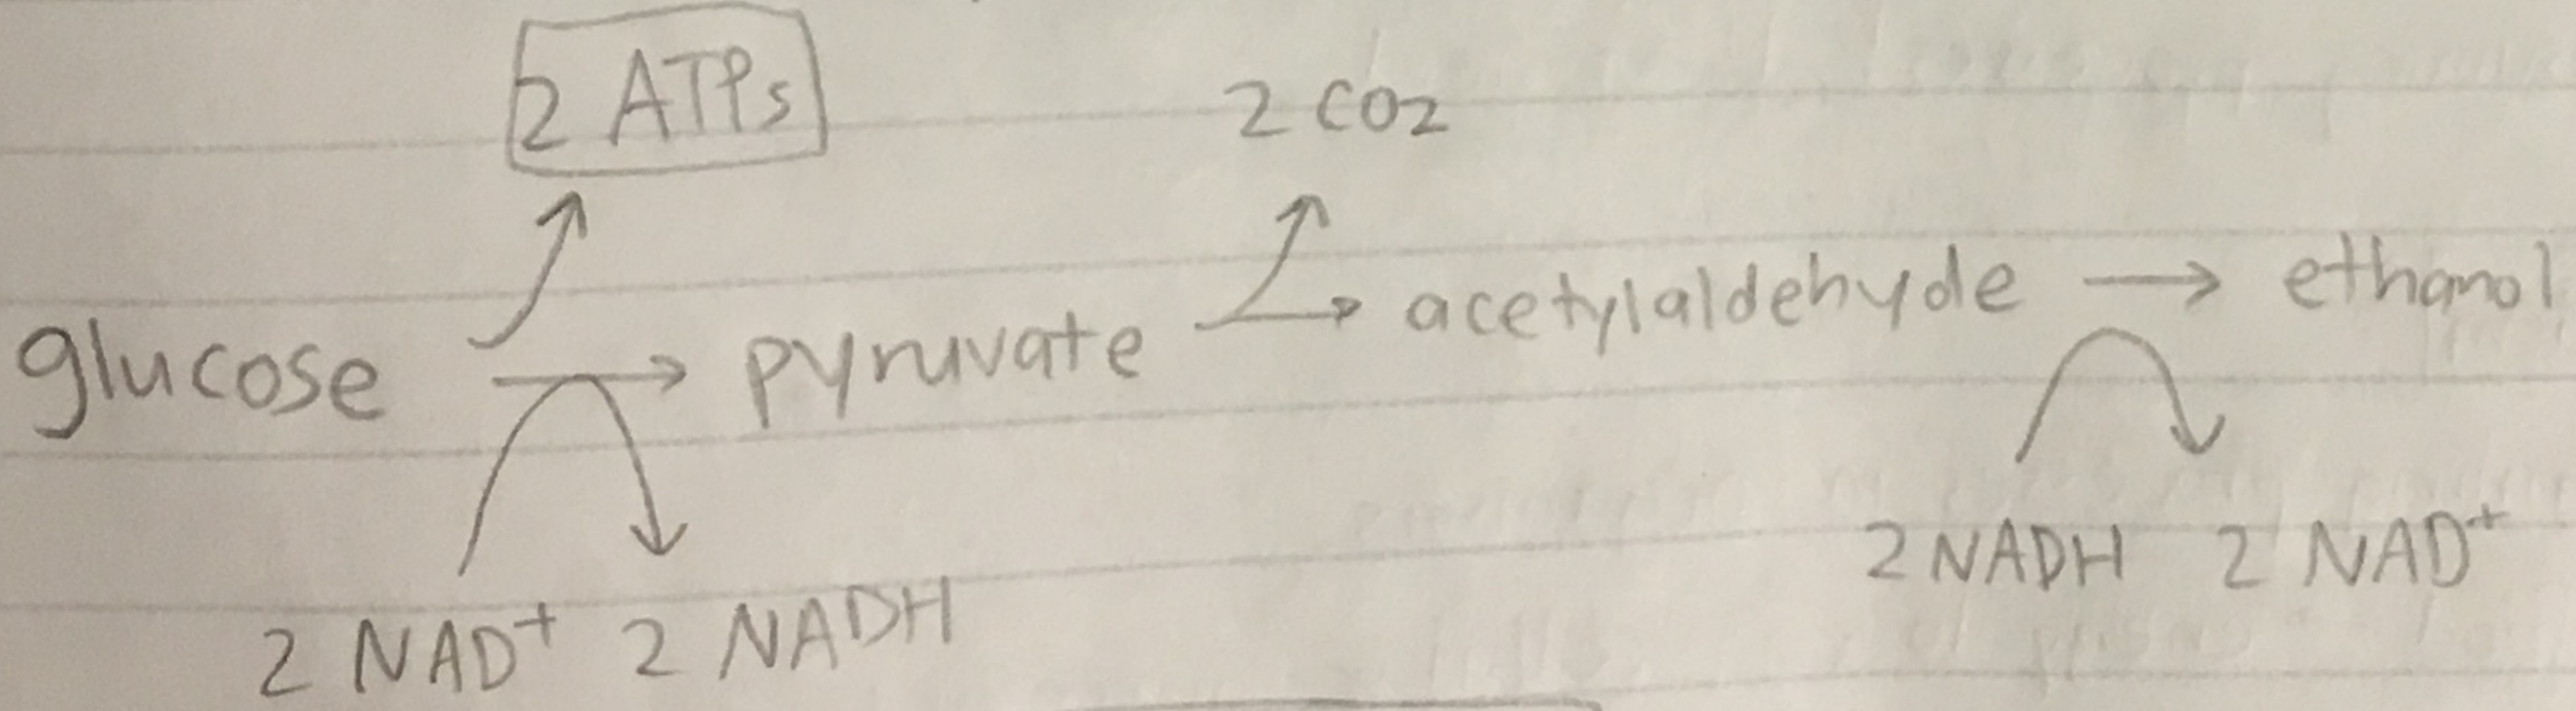 2 ATPs 2 CO2
glucose → pyruvate → acetylaldehyde → ethanol
2 NAD+ 2 NADH 2 NADH 2 NAD+